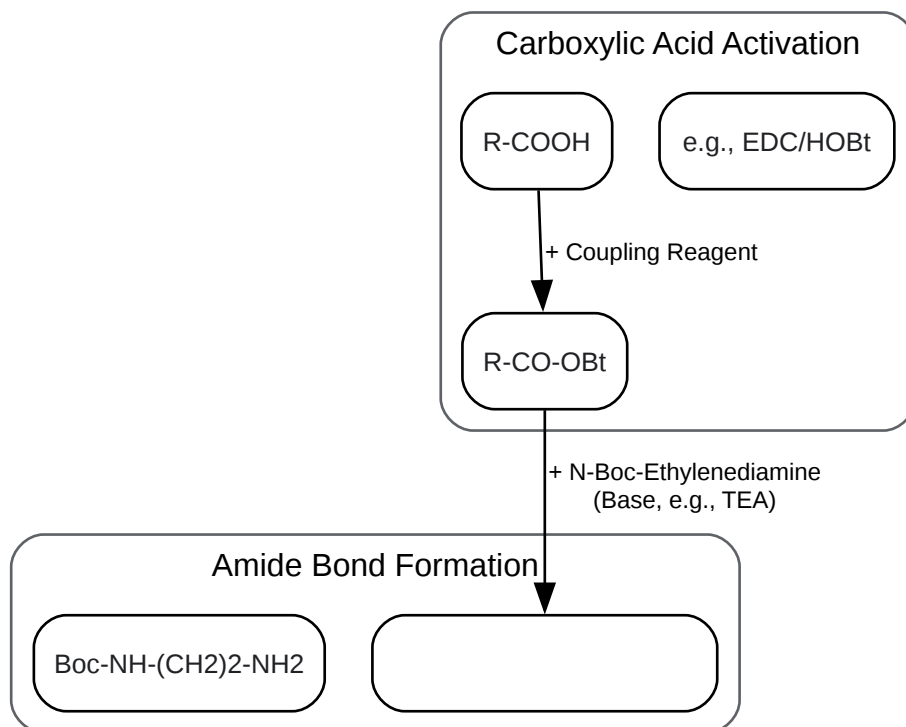 Carboxylic Acid Activation
R-COOH
e.g., EDC/HOBt
+ Coupling Reagent
R-CO-OBt
+ N-Boc-Ethylenediamine
(Base, e.g., TEA)
Amide Bond Formation
Boc-NH-(CH2)2-NH2